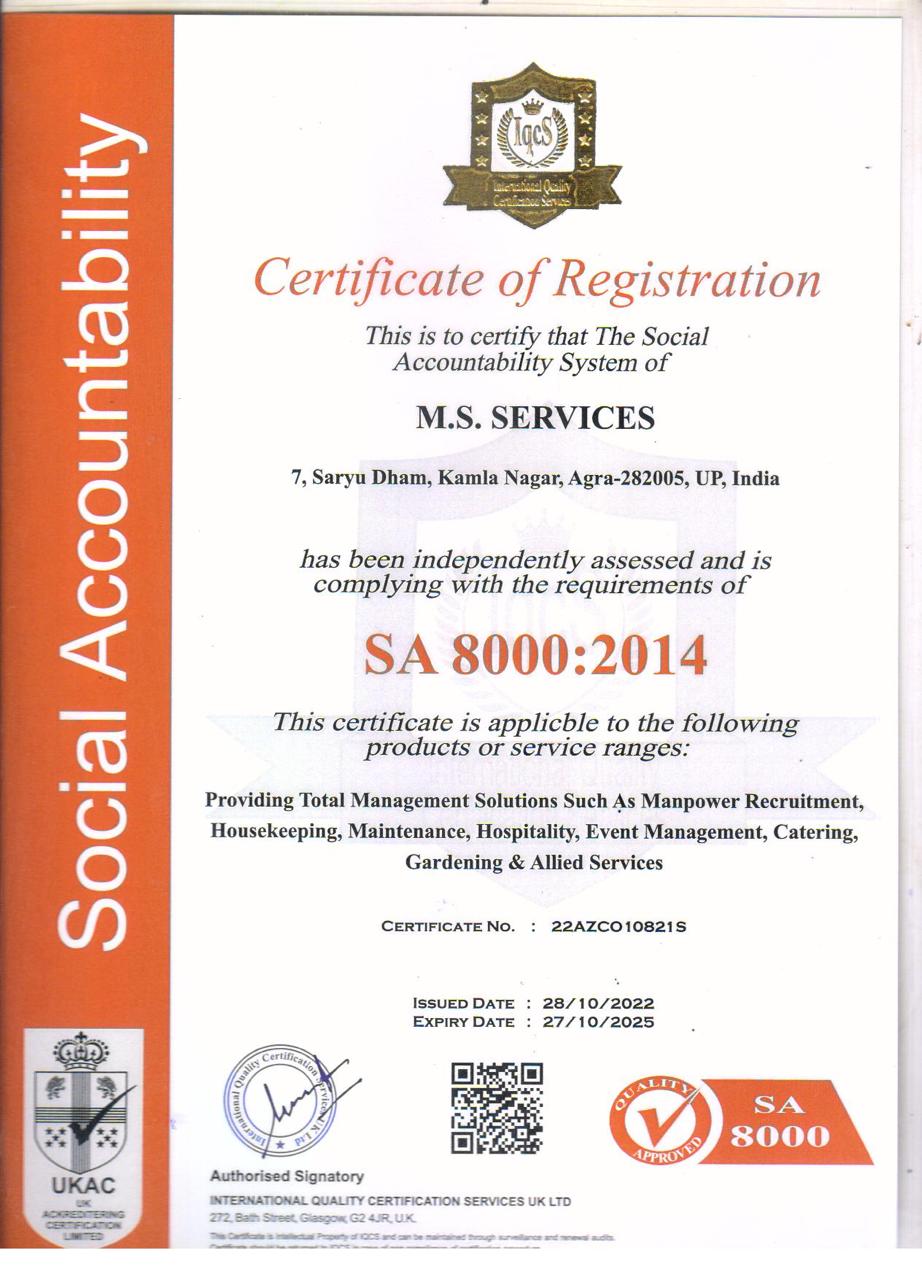 Social Accountability
IqcS
International Quality
Certification Services
Certificate of Registration
This is to certify that The Social
Accountability System of
M.S. SERVICES
7, Saryu Dham, Kamla Nagar, Agra-282005, UP, India
has been independently assessed and is
complying with the requirements of
SA 8000:2014
This certificate is applicble to the following
products or service ranges:
Providing Total Management Solutions Such As Manpower Recruitment,
Housekeeping, Maintenance, Hospitality, Event Management, Catering,
Gardening & Allied Services
CERTIFICATE NO. : 22AZCO10821S
ISSUED DATE : 28/10/2022
EXPIRY DATE : 27/10/2025
International Quality Certification Services UK Ltd
QUALITY
APPROVED
SA
8000
UKAC
UK
ACKREDITERING
CERTIFICATION
LIMITED
Authorised Signatory
INTERNATIONAL QUALITY CERTIFICATION SERVICES UK LTD
272, Bath Street, Glasgow, G2 4JR, U.K.
This Certificate is Intellectual Property of IQCS and can be maintained through surveillance and renewal audits.